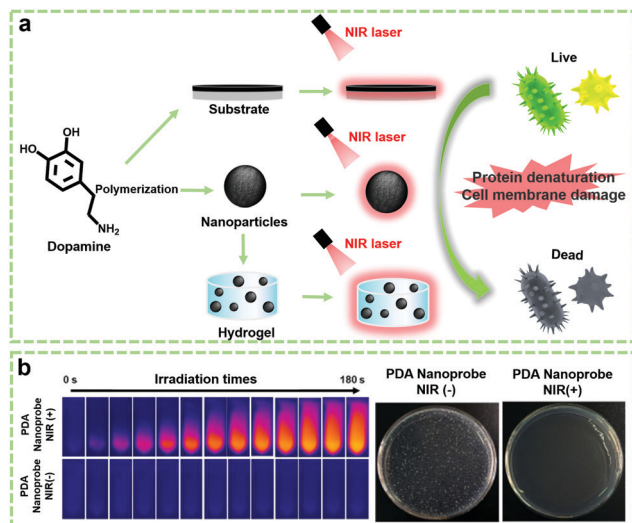 a
NIR laser
Substrate
Live
HO
OH
Polymerization
NH2
Dopamine
NIR laser
Nanoparticles
Protein denaturation
Cell membrane damage
NIR laser
Hydrogel
Dead
b
0 s
Irradiation times
180 s
PDA
Nanoprobe
NIR (+)
PDA
Nanoprobe
NIR(-)
PDA Nanoprobe
NIR (-)
PDA Nanoprobe
NIR(+)